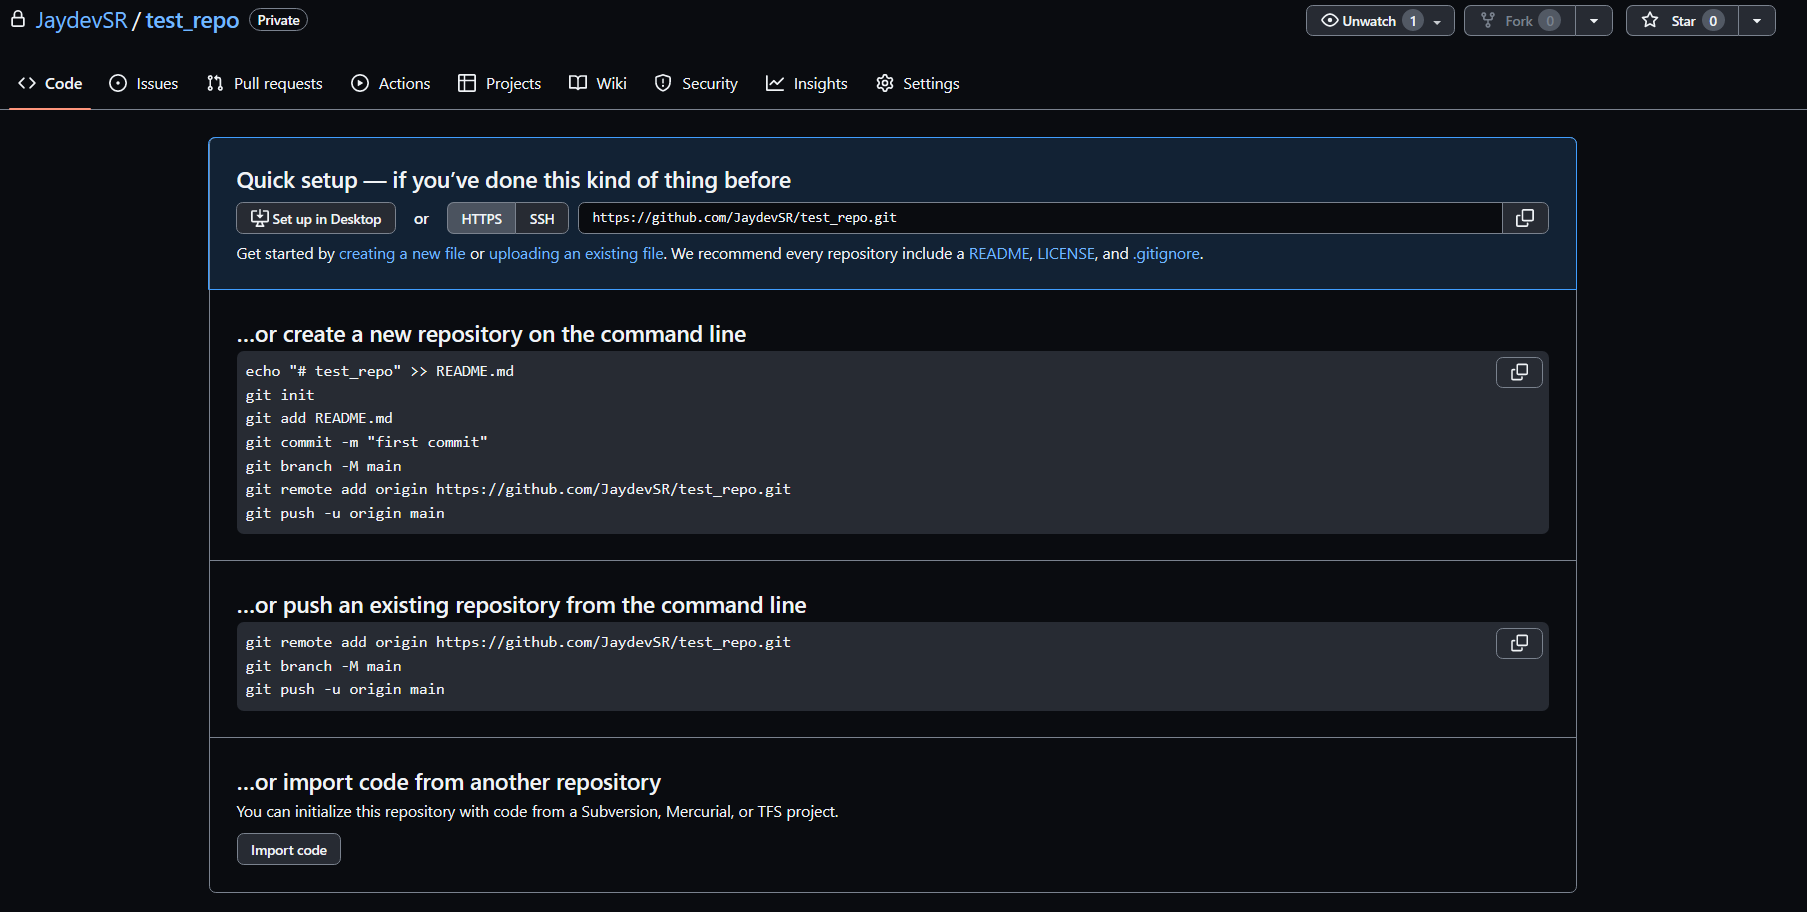 JaydevSR / test_repo Private
Unwatch 1 Fork 0 Star 0
Code Issues Pull requests Actions Projects Wiki Security Insights Settings
Quick setup — if you’ve done this kind of thing before
Set up in Desktop or HTTPS SSH https://github.com/JaydevSR/test_repo.git
Get started by creating a new file or uploading an existing file. We recommend every repository include a README, LICENSE, and .gitignore.
…or create a new repository on the command line
echo "# test_repo" >> README.md
git init
git add README.md
git commit -m "first commit"
git branch -M main
git remote add origin https://github.com/JaydevSR/test_repo.git
git push -u origin main
…or push an existing repository from the command line
git remote add origin https://github.com/JaydevSR/test_repo.git
git branch -M main
git push -u origin main
…or import code from another repository
You can initialize this repository with code from a Subversion, Mercurial, or TFS project.
Import code